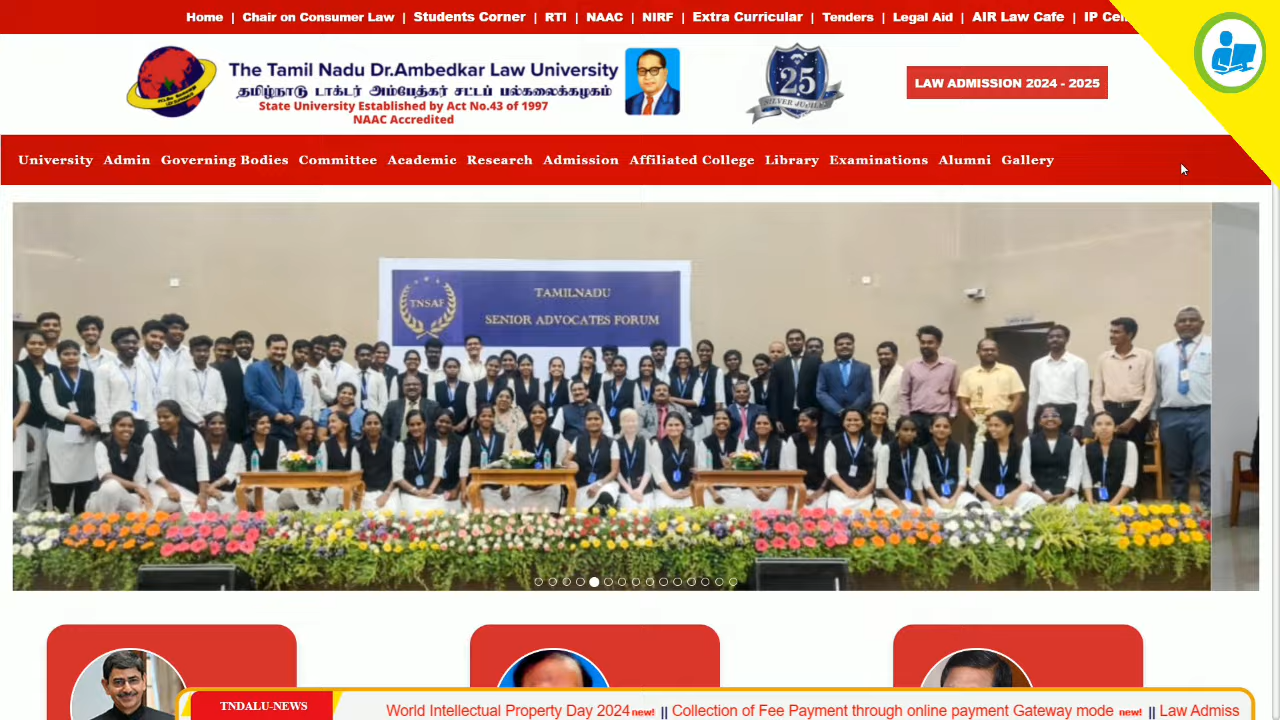 Home | Chair on Consumer Law | Students Corner | RTI | NAAC | NIRF | Extra Curricular | Tenders | Legal Aid | AIR Law Cafe | IP
The Tamil Nadu Dr.Ambedkar Law University
தமிழ்நாடு டாக்டர் அம்பேத்கர் சட்டப் பல்கலைக்கழகம்
State University Established by Act No.43 of 1997
NAAC Accredited
25
SILVER JUBILEE
LAW ADMISSION 2024 - 2025
University Admin Governing Bodies Committee Academic Research Admission Affiliated College Library Examinations Alumni Gallery
TNSAF
TAMILNADU
SENIOR ADVOCATES FORUM
TNDALU-NEWS
World Intellectual Property Day 2024 new! || Collection of Fee Payment through online payment Gateway mode new! || Law Admiss